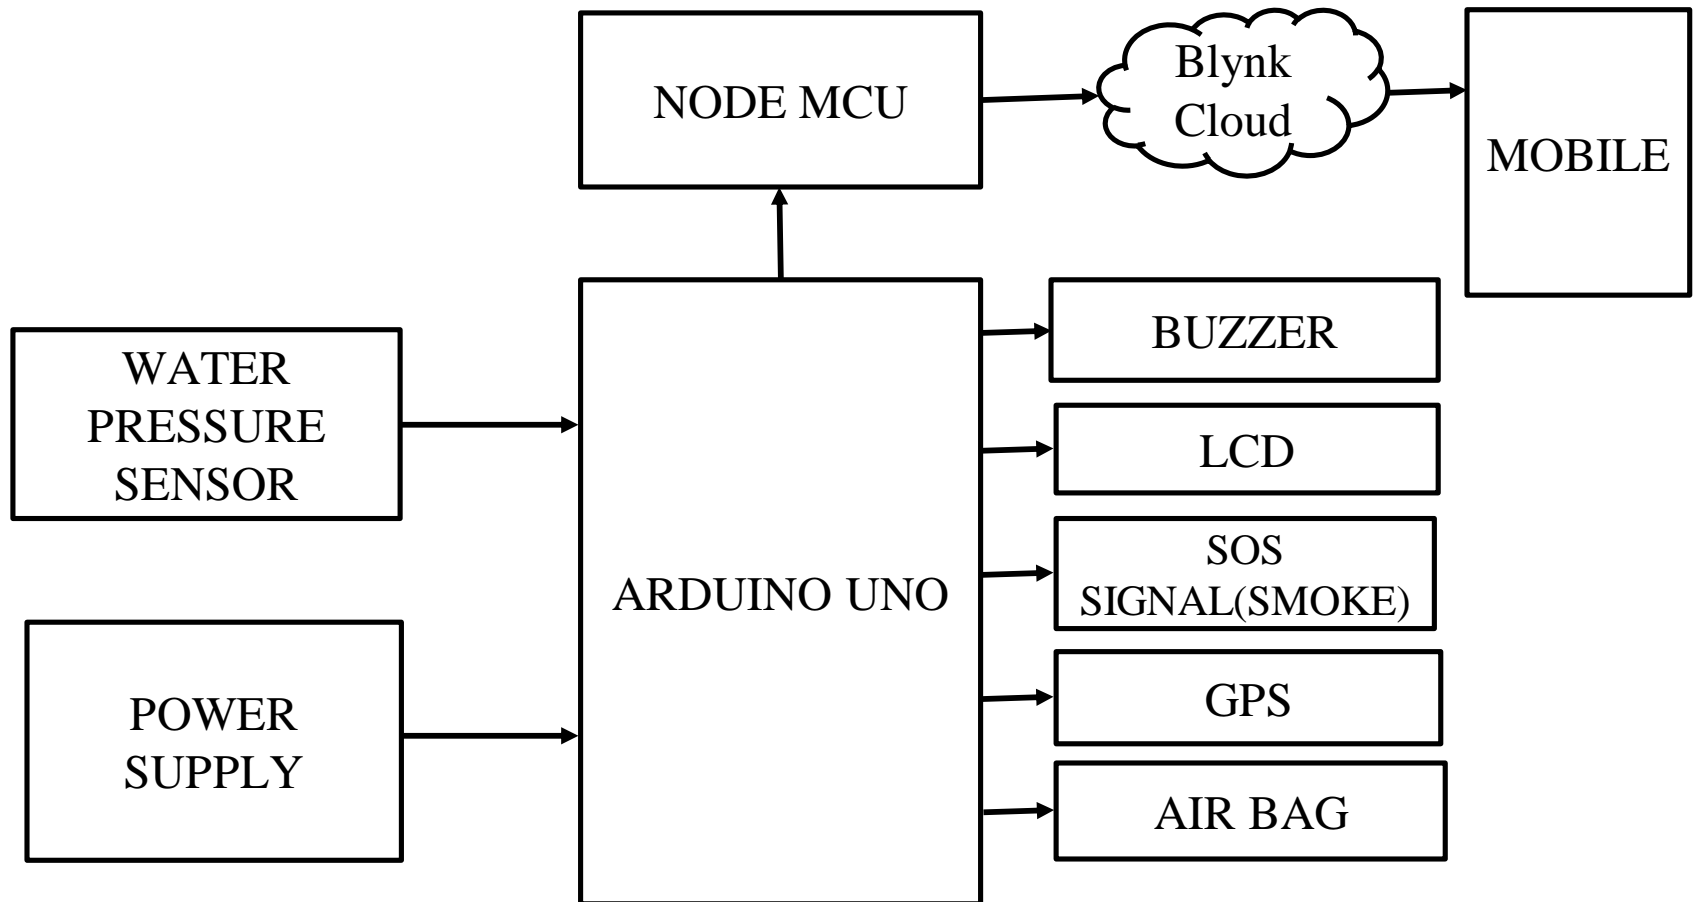 NODE MCU
Blynk
Cloud
MOBILE
WATER
PRESSURE
SENSOR
POWER
SUPPLY
ARDUINO UNO
BUZZER
LCD
SOS
SIGNAL(SMOKE)
GPS
AIR BAG